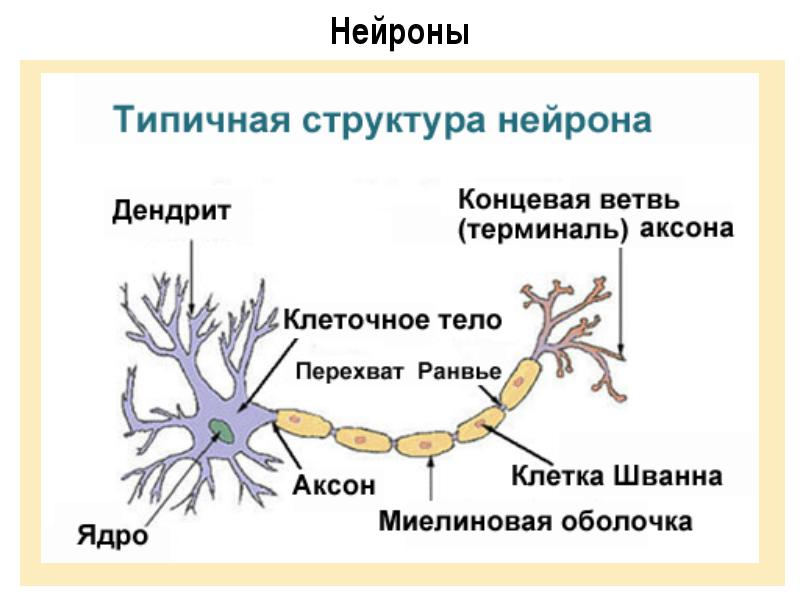 Нейроны
Типичная структура нейрона
Дендрит
Концевая ветвь
(терминаль) аксона
Клеточное тело
Перехват Ранвье
Аксон
Клетка Шванна
Миелиновая оболочка
Ядро